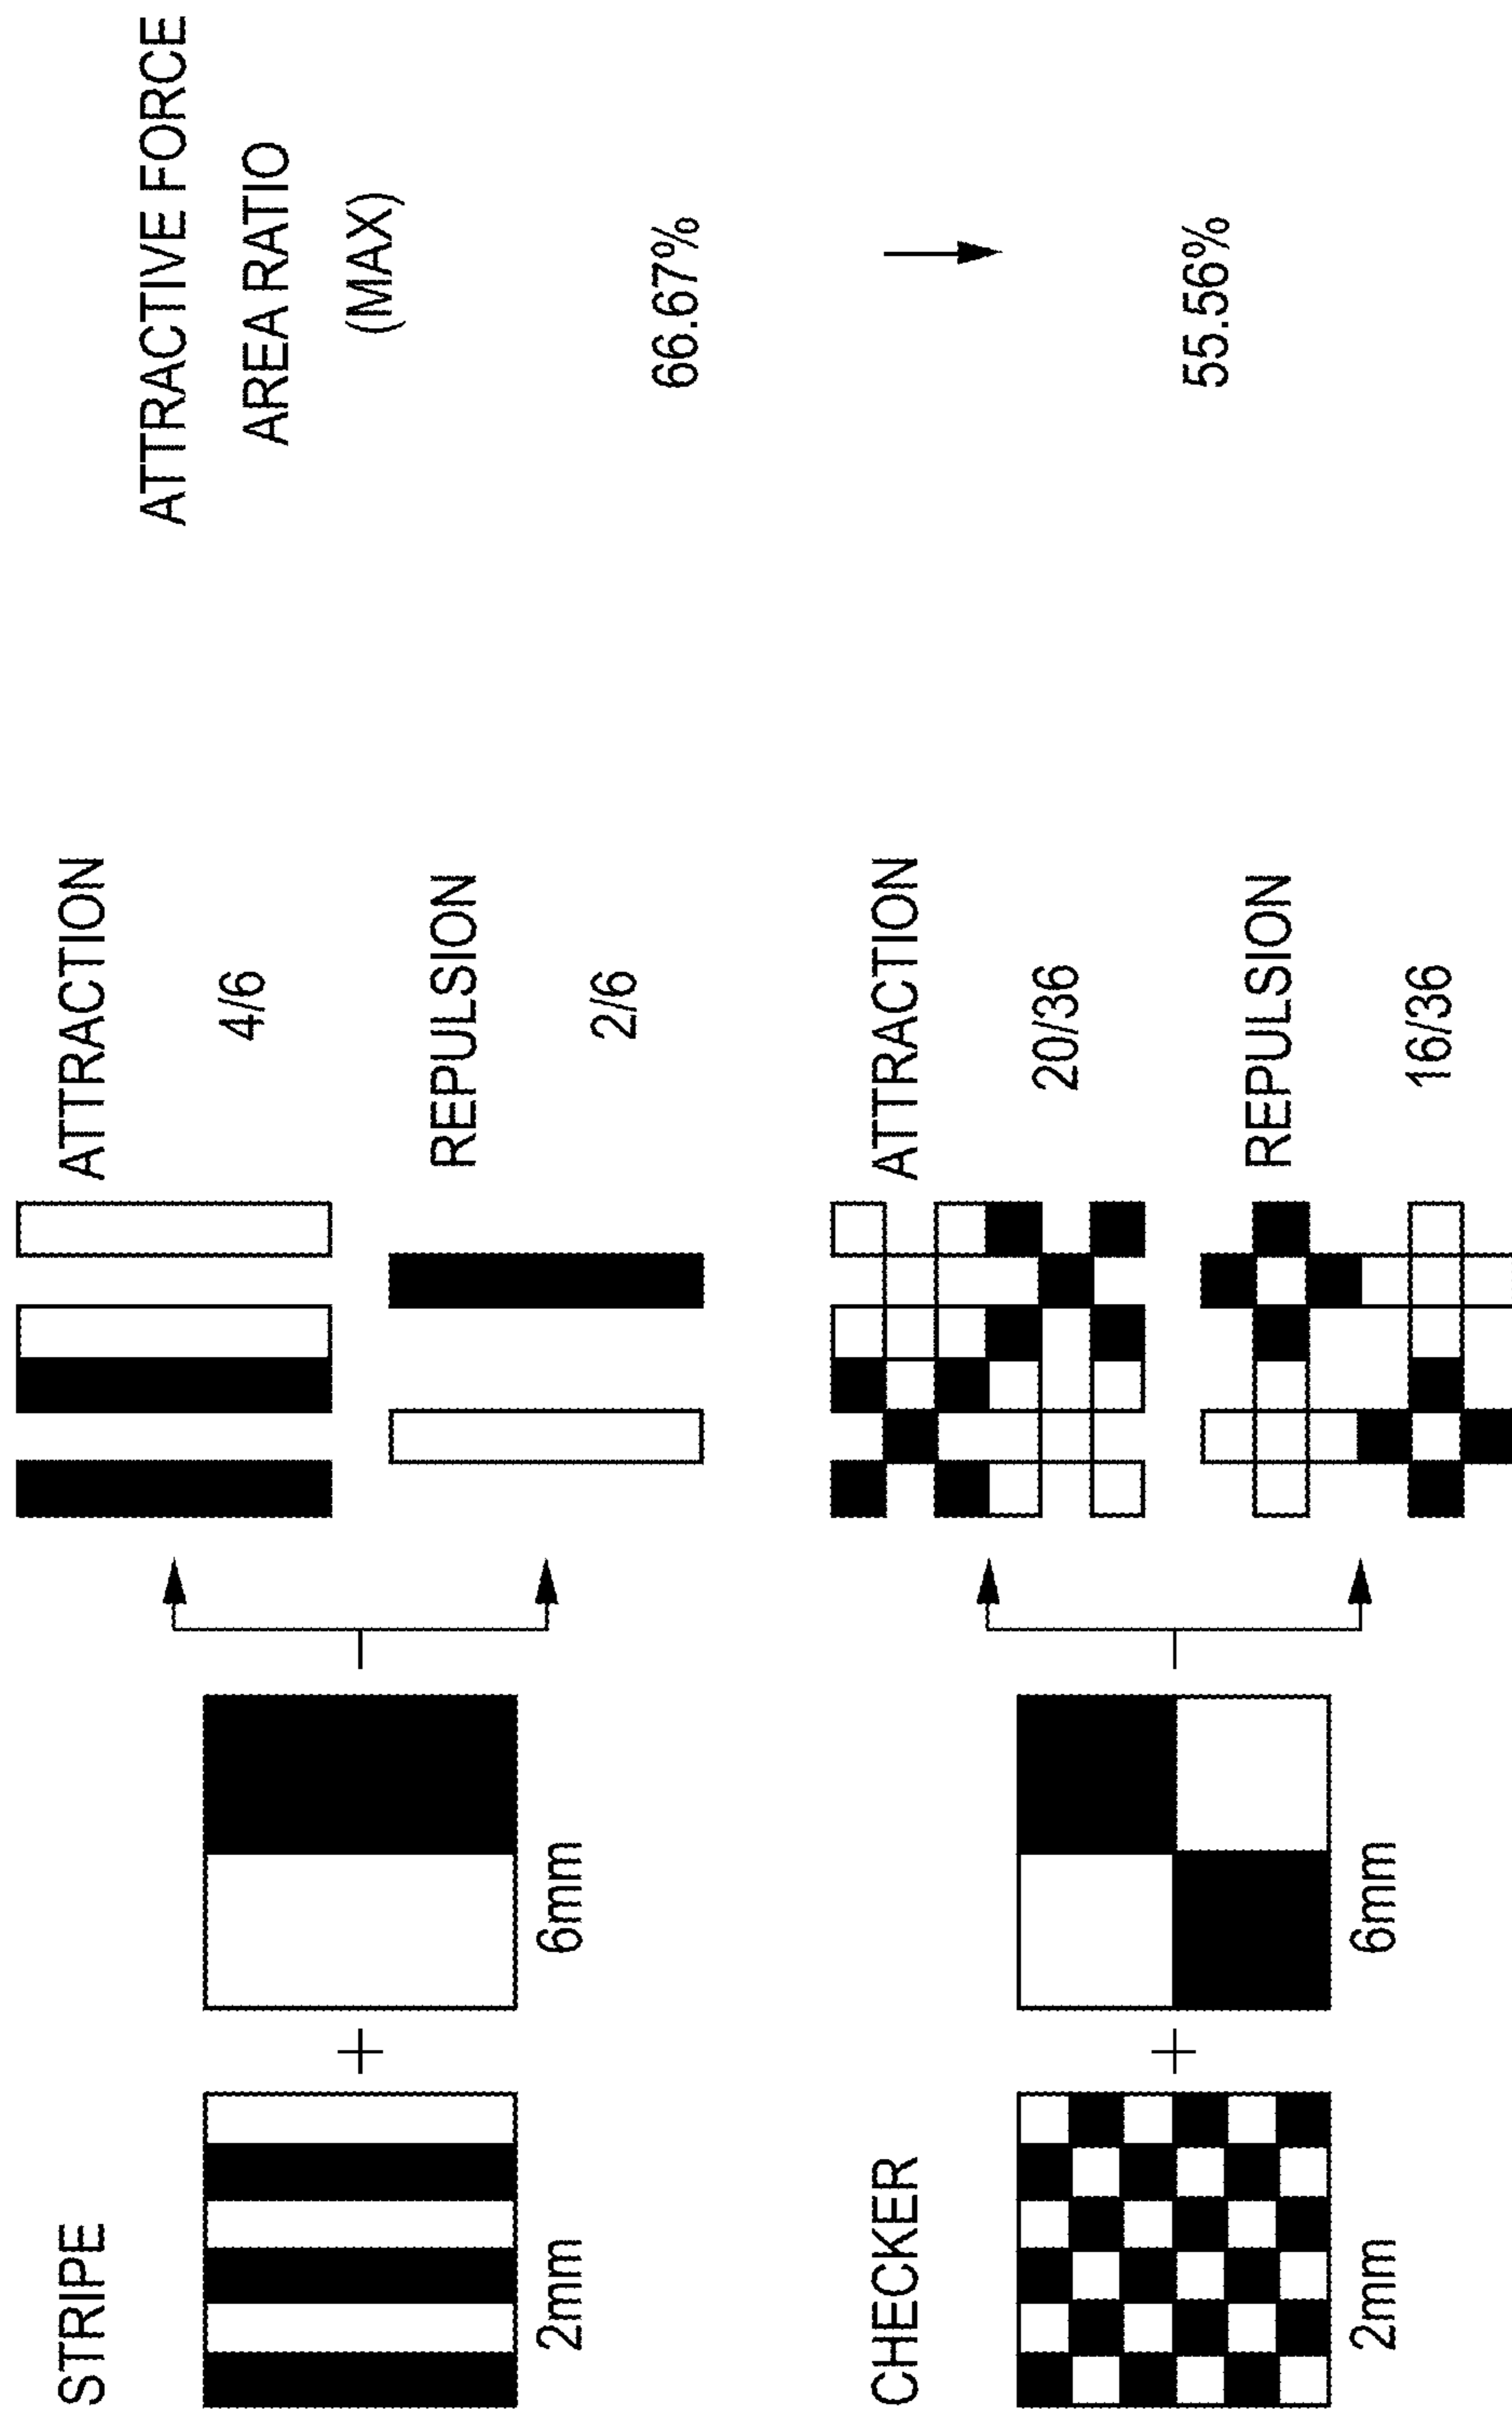 ATTRACTIVE FORCE
AREA RATIO
(MAX)
STRIPE
2mm
+
6mm
ATTRACTION
4/6
REPULSION
2/6
66.67%
CHECKER
2mm
+
6mm
ATTRACTION
20/36
REPULSION
16/36
55.56%